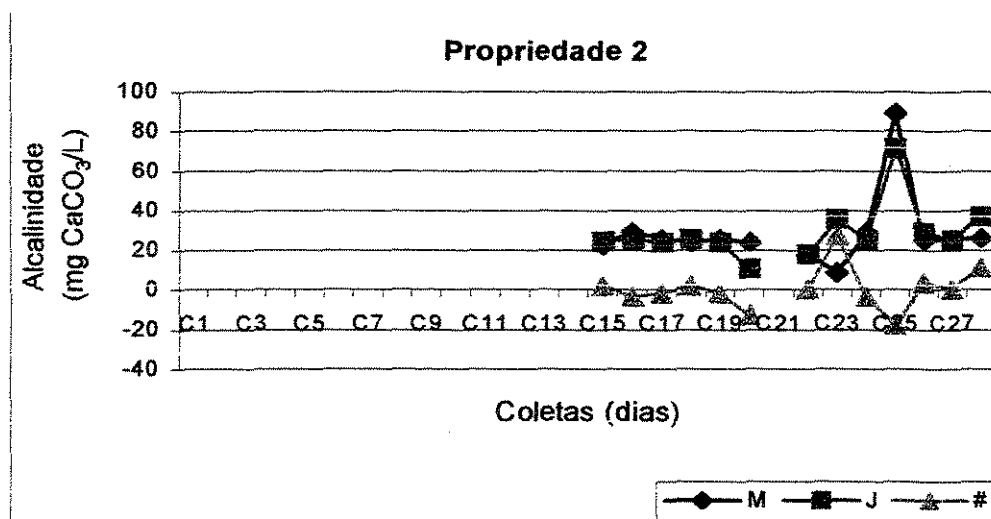 Propriedade 2
Alcalinidade
(mg CaCO₃/L)
100
80
60
40
20
0
-20
-40
C1 C3 C5 C7 C9 C11 C13 C15 C17 C19 C21 C23 C25 C27
Coletas (dias)
M J #